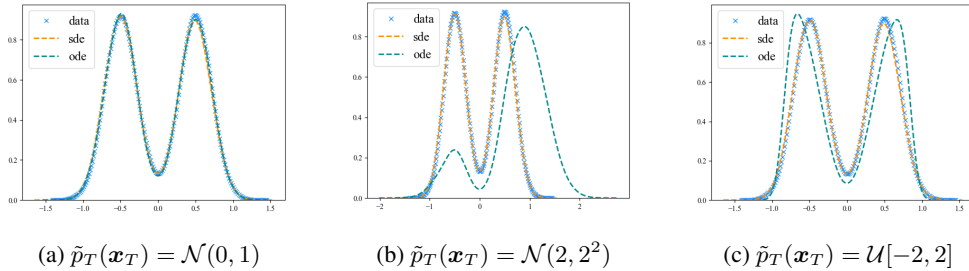 data
sde
ode
0.8
0.6
0.4
0.2
0.0
-1.5 -1.0 -0.5 0.0 0.5 1.0 1.5
data
sde
ode
0.8
0.6
0.4
0.2
0.0
-2 -1 0 1 2
data
sde
ode
0.8
0.6
0.4
0.2
0.0
-1.5 -1.0 -0.5 0.0 0.5 1.0 1.5
(a) p̃_T(x_T) = 𝒩(0, 1)
(b) p̃_T(x_T) = 𝒩(2, 2²)
(c) p̃_T(x_T) = 𝒰[−2, 2]